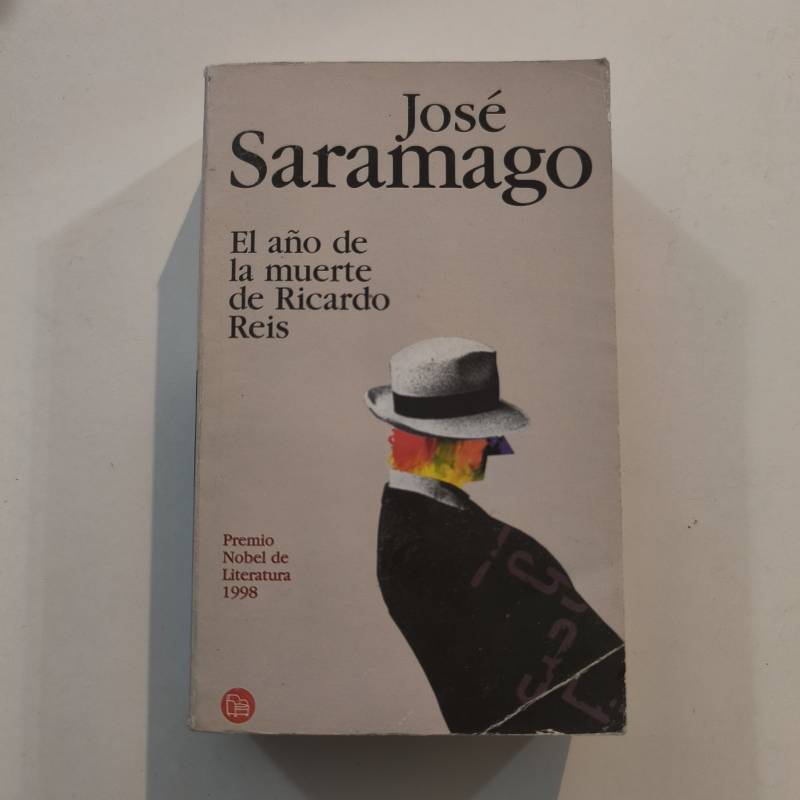 José
Saramago
El año de
la muerte
de Ricardo
Reis
Premio
Nobel de
Literatura
1998